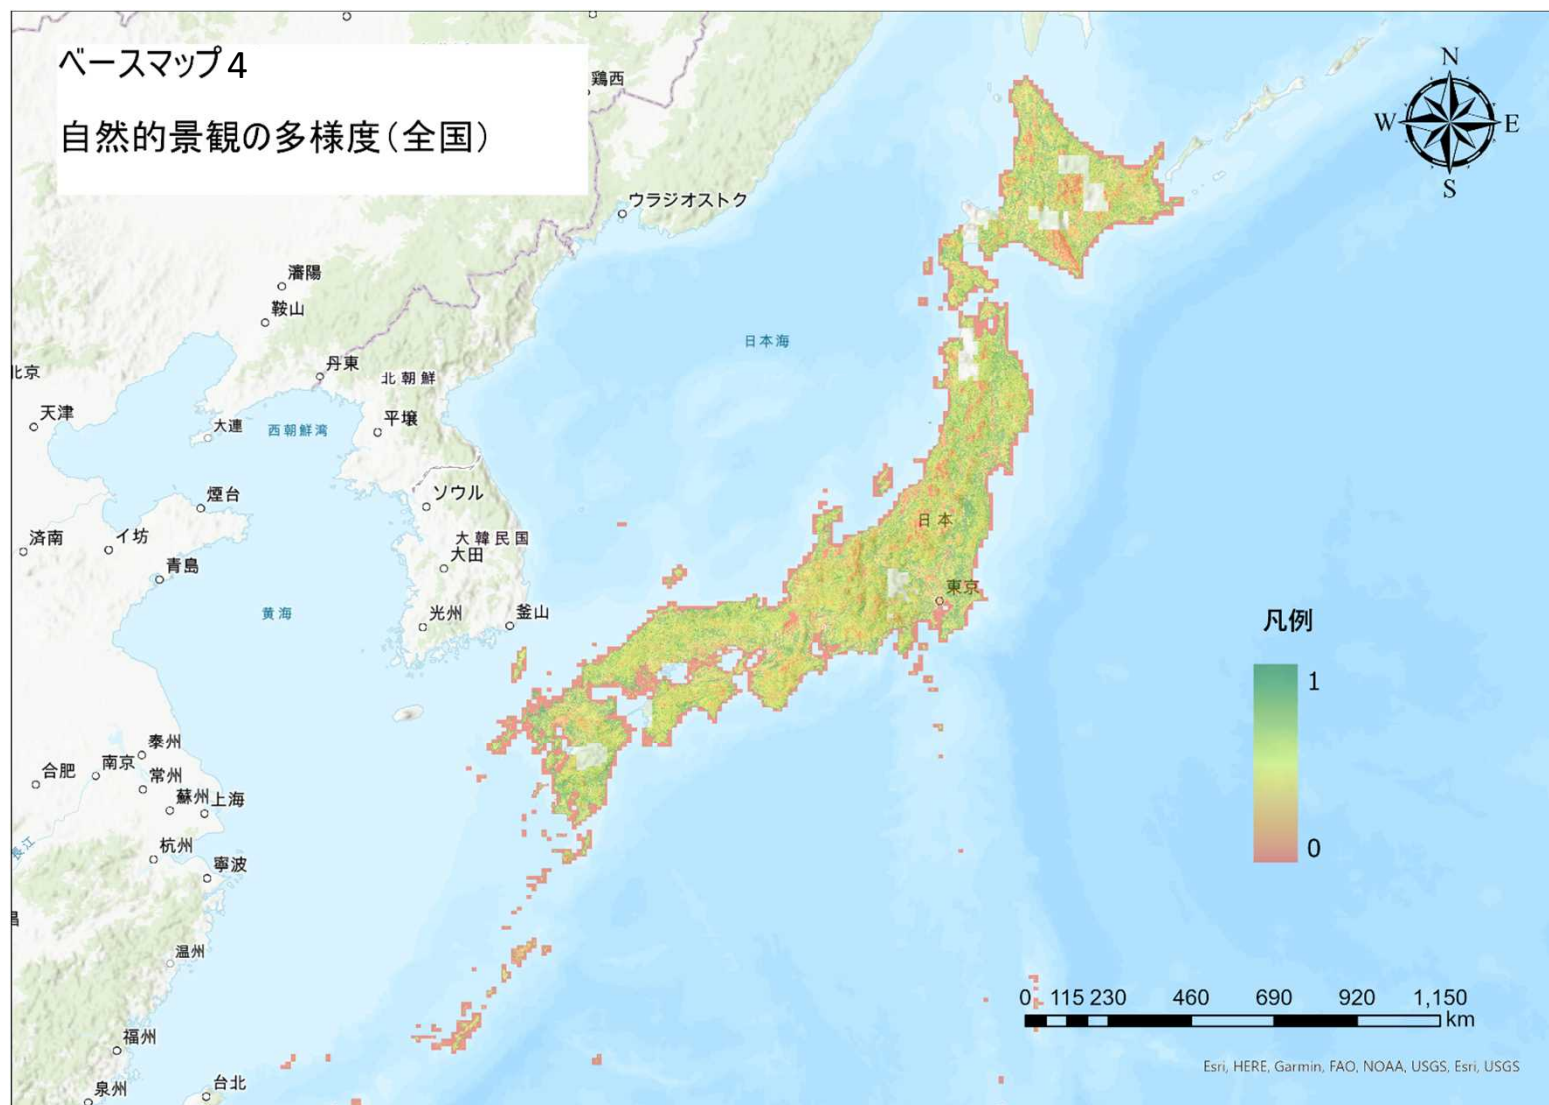 ベースマップ4
自然的景観の多様度(全国)
鶏西
N
W
E
S
ウラジオストク
瀋陽
鞍山
日本海
丹東
北朝鮮
北京
天津
大連
西朝鮮湾
平壌
煙台
ソウル
日本
済南
イ坊
大韓民国
大田
青島
東京
黄海
光州
釜山
凡例
1
0
泰州
合肥
南京
常州
蘇州
上海
杭州
長江
寧波
温州
0 115 230 460 690 920 1,150
km
福州
Esri, HERE, Garmin, FAO, NOAA, USGS, Esri, USGS
台北
泉州